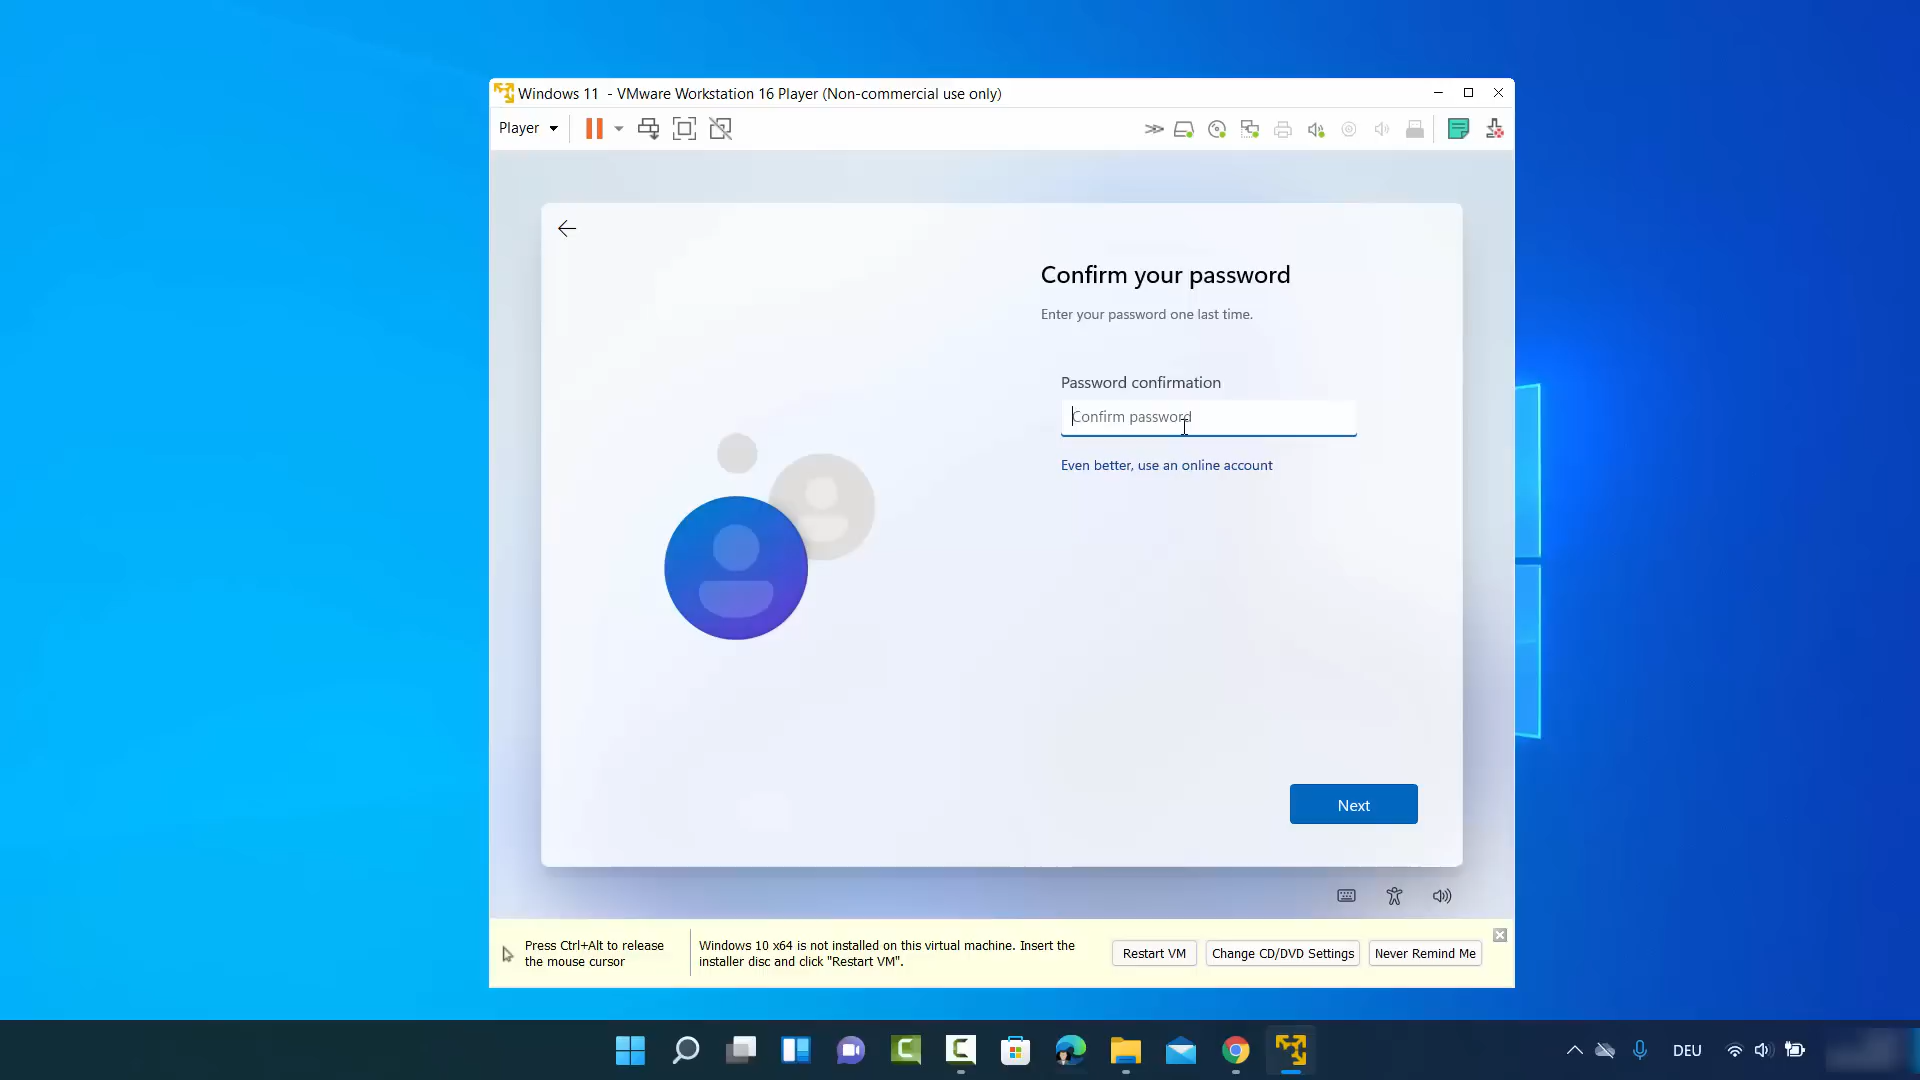 Windows 11 - VMware Workstation 16 Player (Non-commercial use only)
Player
Confirm your password
Enter your password one last time.
Password confirmation
Confirm password
Even better, use an online account
Next
Press Ctrl+Alt to release
the mouse cursor
Windows 10 x64 is not installed on this virtual machine. Insert the
installer disc and click "Restart VM".
Restart VM
Change CD/DVD Settings
Never Remind Me
DEU